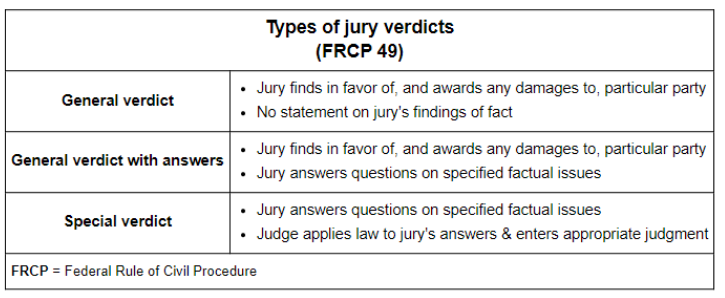 Types of jury verdicts
(FRCP 49)
General verdict
• Jury finds in favor of, and awards any damages to, particular party
• No statement on jury's findings of fact
General verdict with answers
• Jury finds in favor of, and awards any damages to, particular party
• Jury answers questions on specified factual issues
Special verdict
• Jury answers questions on specified factual issues
• Judge applies law to jury's answers & enters appropriate judgment
FRCP = Federal Rule of Civil Procedure